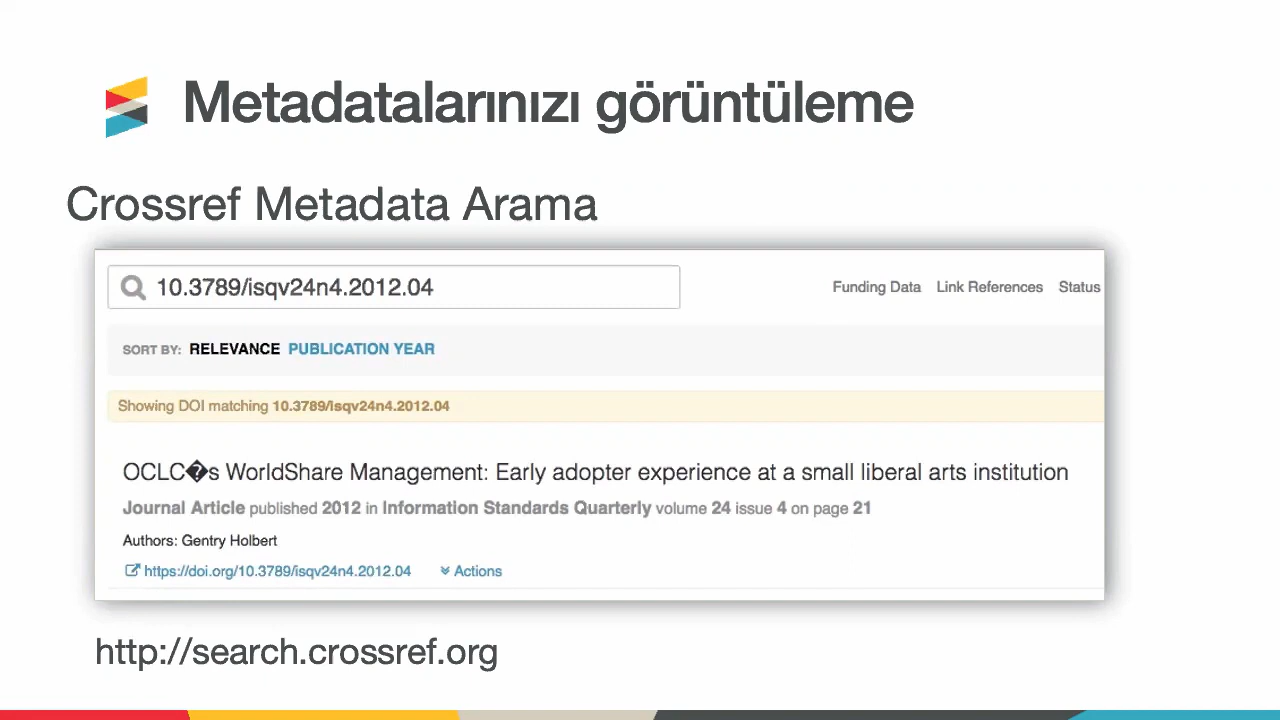 Metadatalarınızı görüntüleme
Crossref Metadata Arama
10.3789/isqv24n4.2012.04
Funding Data Link References Status
SORT BY: RELEVANCE PUBLICATION YEAR
Showing DOI matching 10.3789/isqv24n4.2012.04
OCLC�s WorldShare Management: Early adopter experience at a small liberal arts institution
Journal Article published 2012 in Information Standards Quarterly volume 24 issue 4 on page 21
Authors: Gentry Holbert
https://doi.org/10.3789/isqv24n4.2012.04 Actions
http://search.crossref.org